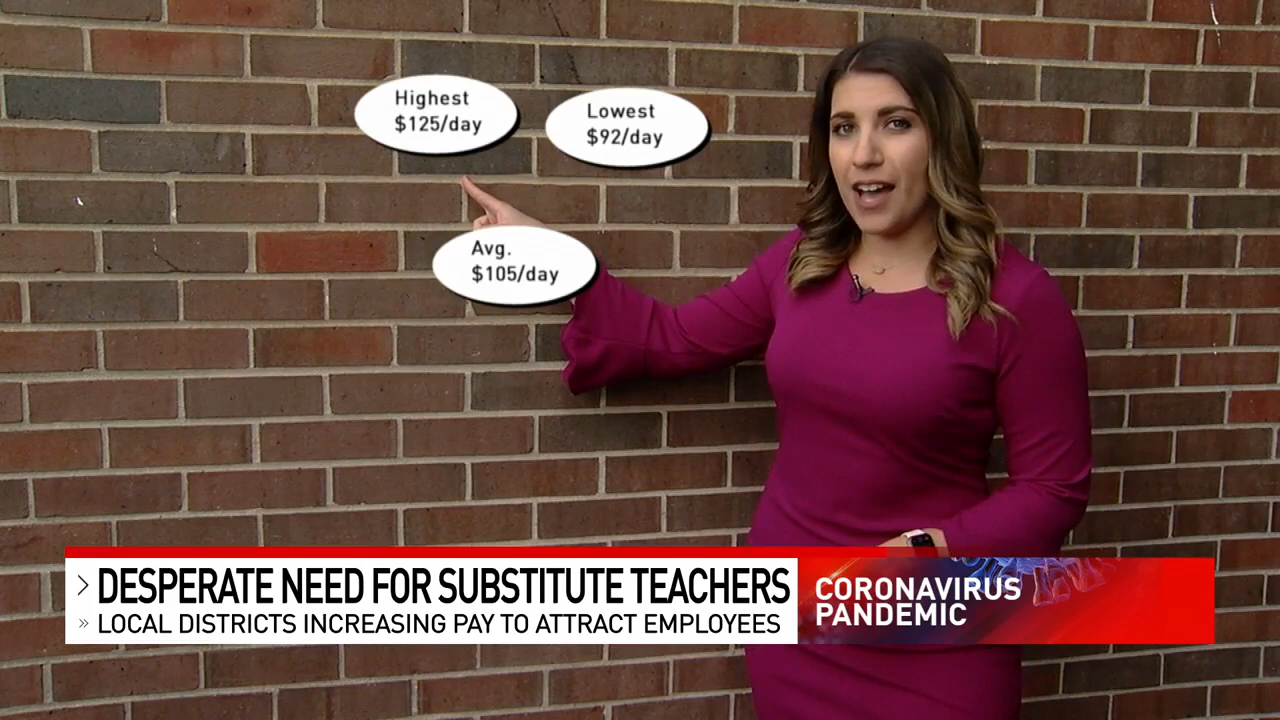 Highest
$125/day
Lowest
$92/day
Avg.
$105/day
DESPERATE NEED FOR SUBSTITUTE TEACHERS
LOCAL DISTRICTS INCREASING PAY TO ATTRACT EMPLOYEES
CORONAVIRUS
PANDEMIC